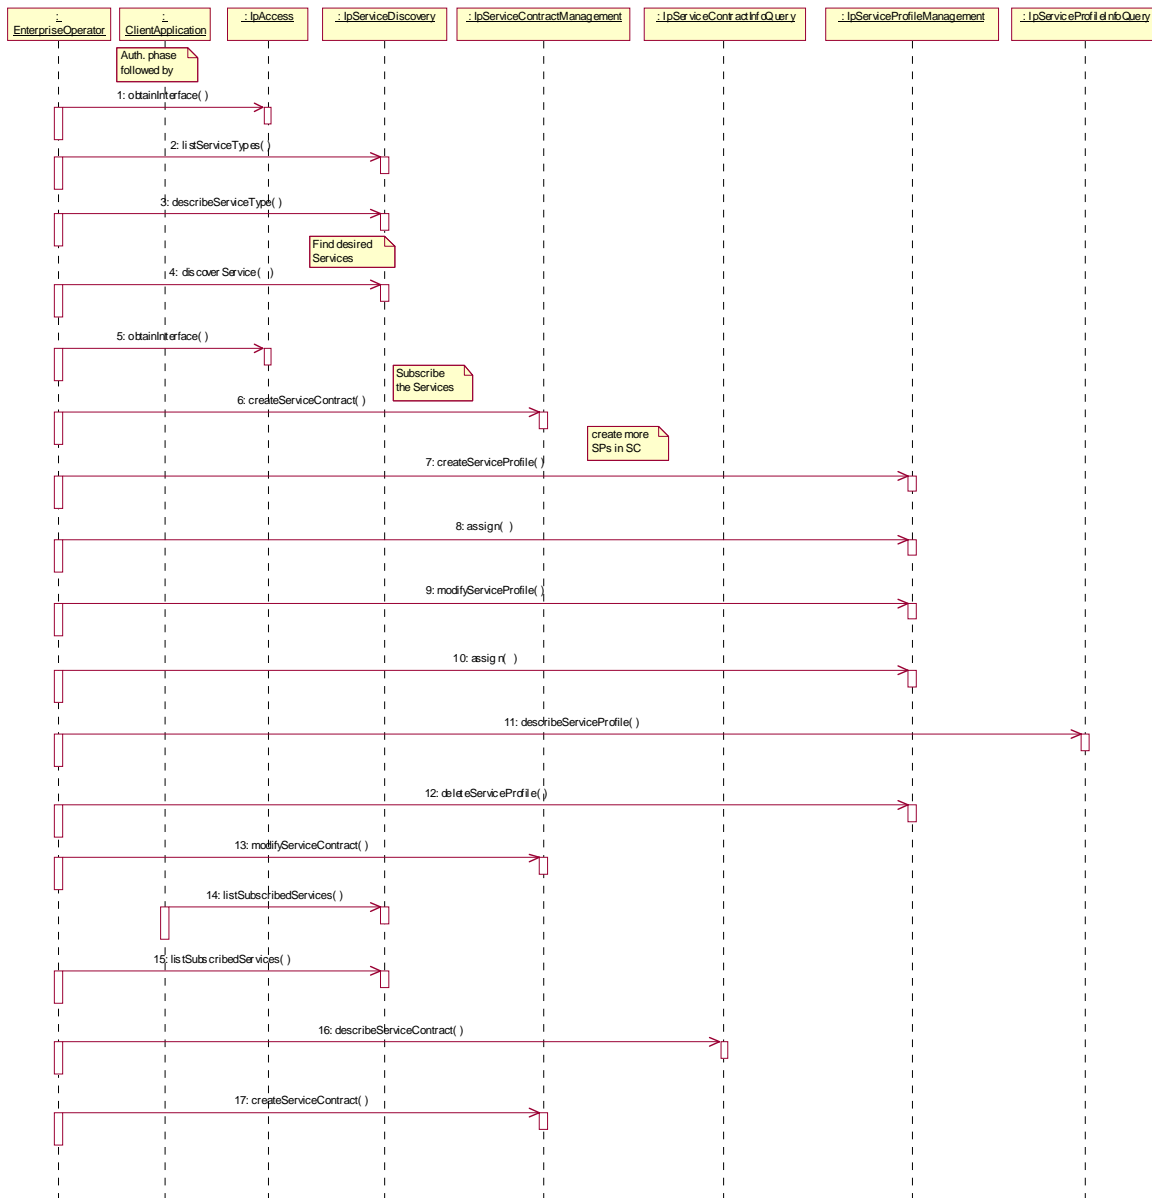 :
EnterpriseOperator
:
ClientApplication
: IpAccess
: IpServiceDiscovery
: IpServiceContractManagement
: IpServiceContractInfoQuery
: IpServiceProfileManagement
: IpServiceProfileInfoQuery
Auth. phase
followed by
1: obtainInterface( )
2: listServiceTypes( )
3: describeServiceType( )
Find desired
Services
4: discoverService( )
5: obtainInterface( )
Subscribe
the Services
6: createServiceContract( )
create more
SPs in SC
7: createServiceProfile( )
8: assign( )
9: modifyServiceProfile( )
10: assign( )
11: describeServiceProfile( )
12: deleteServiceProfile( )
13: modifyServiceContract( )
14: listSubscribedServices( )
15: listSubscribedServices( )
16: describeServiceContract( )
17: createServiceContract( )